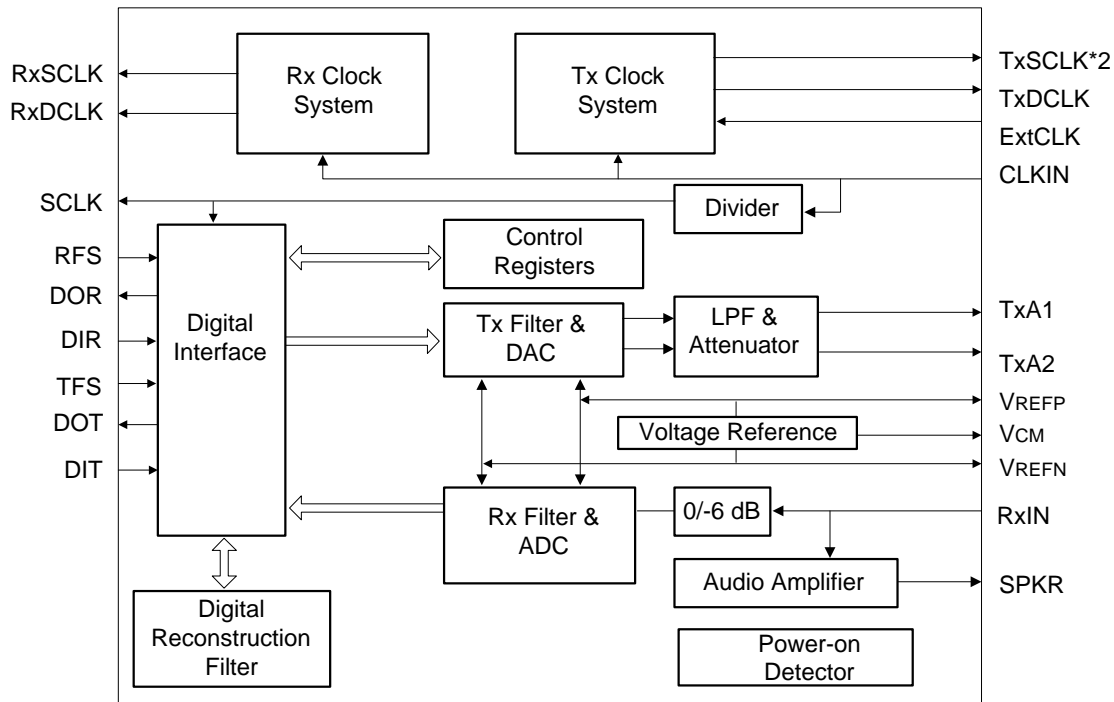 RxSCLK
RxDCLK
SCLK
RFS
DOR
DIR
TFS
DOT
DIT
Rx Clock
System
Tx Clock
System
Divider
Control
Registers
Digital
Interface
Tx Filter &
DAC
LPF &
Attenuator
Voltage Reference
Rx Filter &
ADC
0/-6 dB
Audio Amplifier
Digital
Reconstruction
Filter
Power-on
Detector
TxSCLK*2
TxDCLK
ExtCLK
CLKIN
TxA1
TxA2
VREFP
VCM
VREFN
RxIN
SPKR